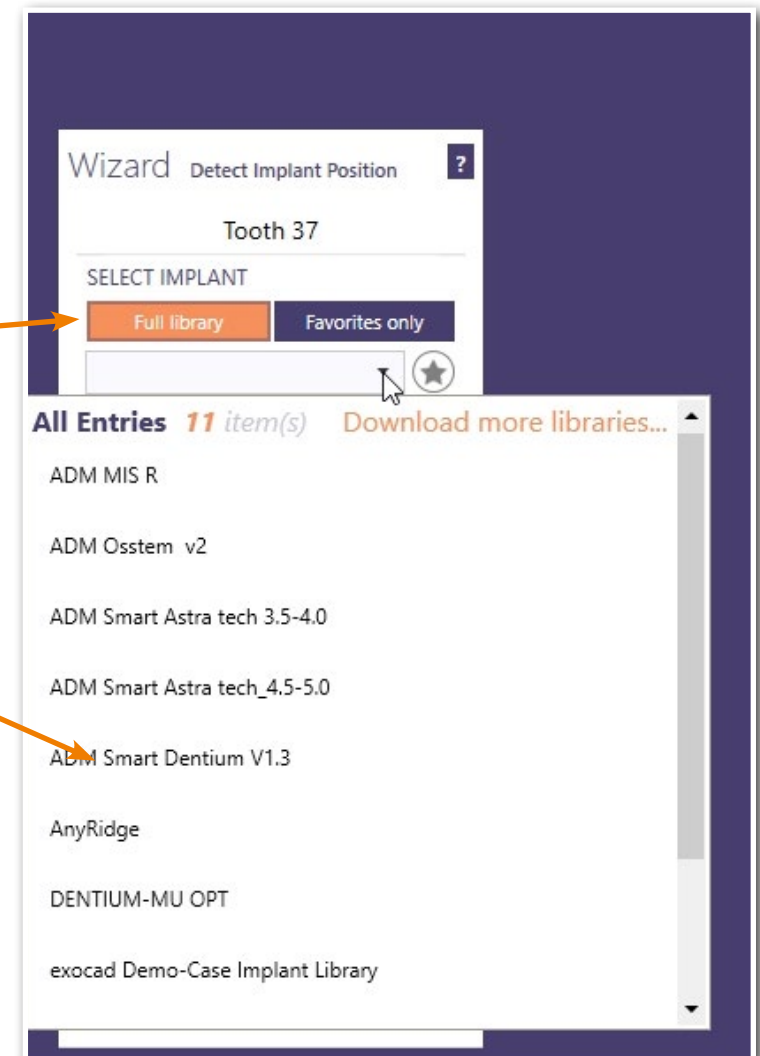 Wizard Detect Implant Position ?
Tooth 37
SELECT IMPLANT
Full library Favorites only
All Entries 11 item(s) Download more libraries...
ADM MIS R
ADM Osstem v2
ADM Smart Astra tech 3.5-4.0
ADM Smart Astra tech_4.5-5.0
ADM Smart Dentium V1.3
AnyRidge
DENTIUM-MU OPT
exocad Demo-Case Implant Library